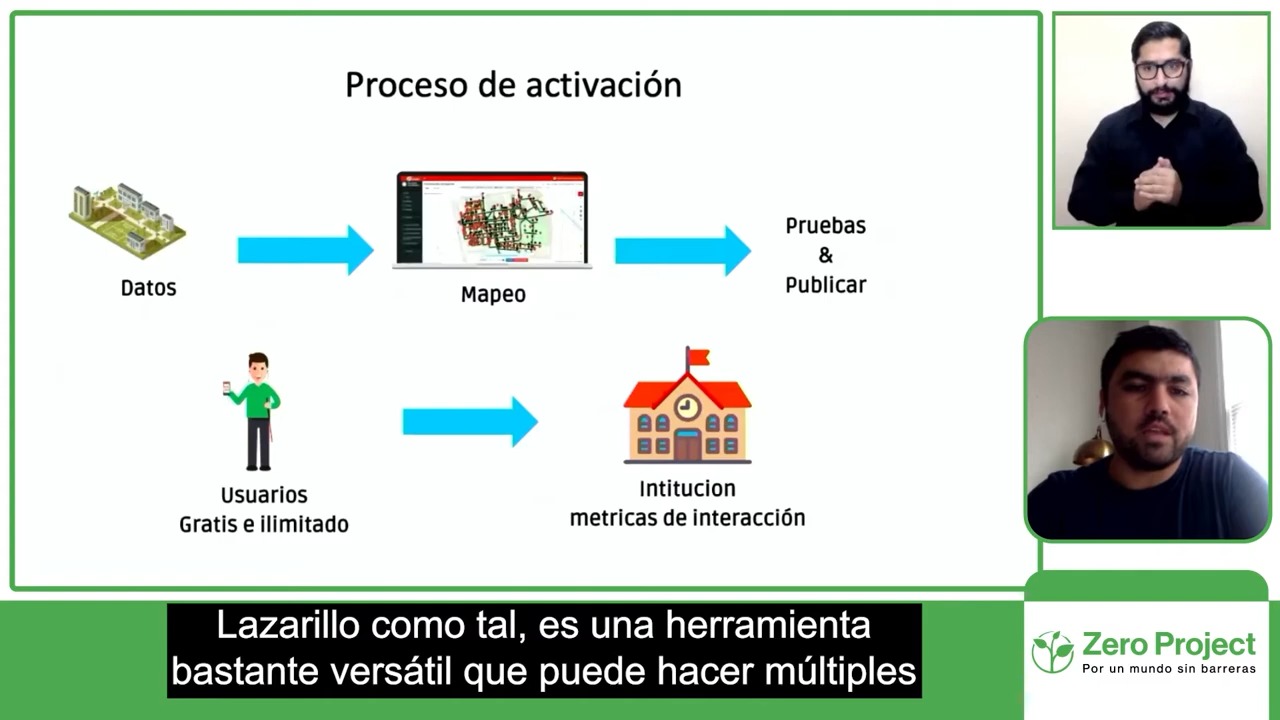 Proceso de activación
Datos
Mapeo
Pruebas
&
Publicar
Usuarios
Gratis e ilimitado
Intitucion
metricas de interacción
Lazarillo como tal, es una herramienta
bastante versátil que puede hacer múltiples
Zero Project
Por un mundo sin barreras